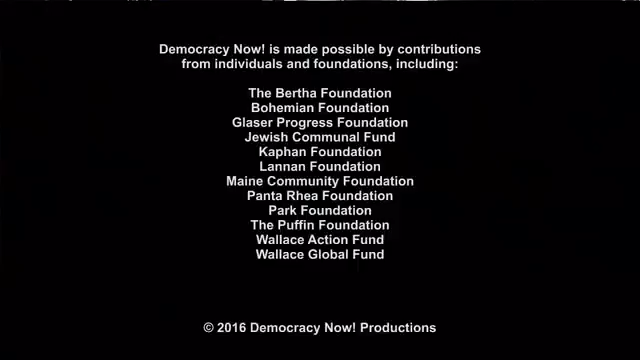 Democracy Now! is made possible by contributions
from individuals and foundations, including:
The Bertha Foundation
Bohemian Foundation
Glaser Progress Foundation
Jewish Communal Fund
Kaphan Foundation
Lannan Foundation
Maine Community Foundation
Panta Rhea Foundation
Park Foundation
The Puffin Foundation
Wallace Action Fund
Wallace Global Fund
© 2016 Democracy Now! Productions